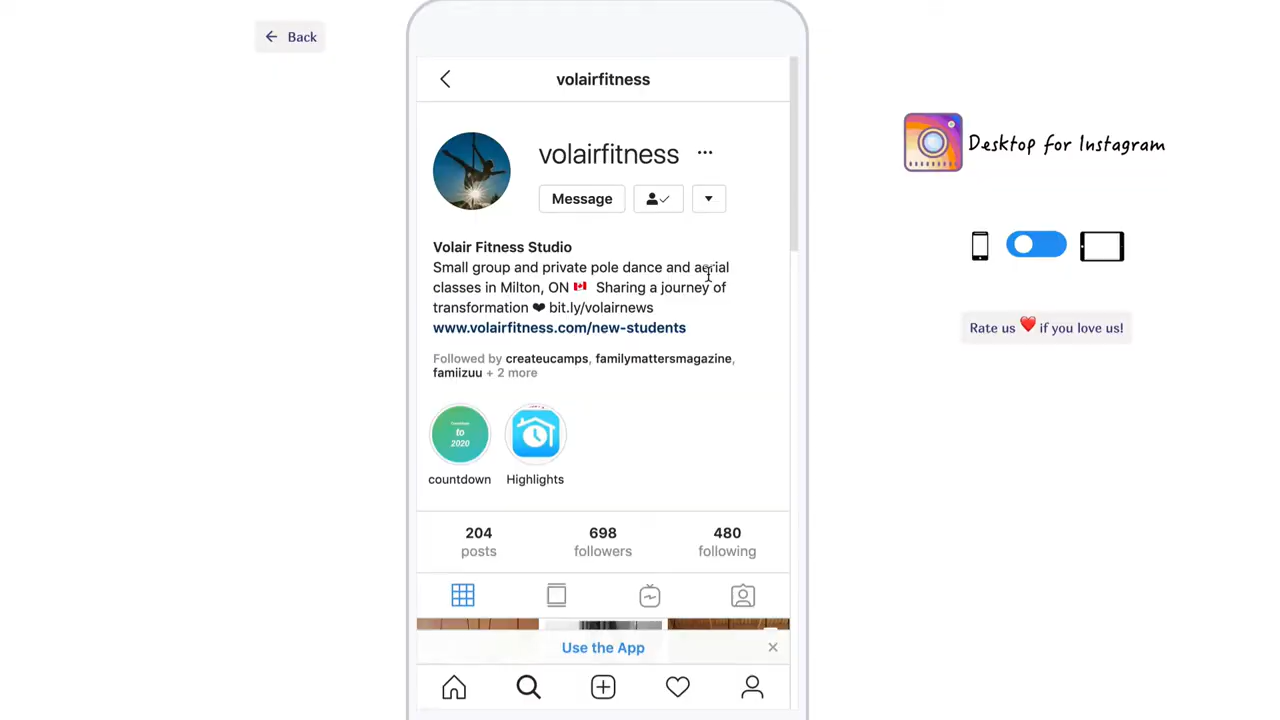 Back
volairfitness
Desktop for Instagram
volairfitness ...
Message
Volair Fitness Studio
Small group and private pole dance and aerial
classes in Milton, ON 🇨🇦 Sharing a journey of
transformation ❤ bit.ly/volairnews
www.volairfitness.com/new-students
Rate us ❤️ if you love us!
Followed by createucamps, familymattersmagazine,
famiizuu + 2 more
to
2020
countdown
Highlights
204
posts
698
followers
480
following
Use the App